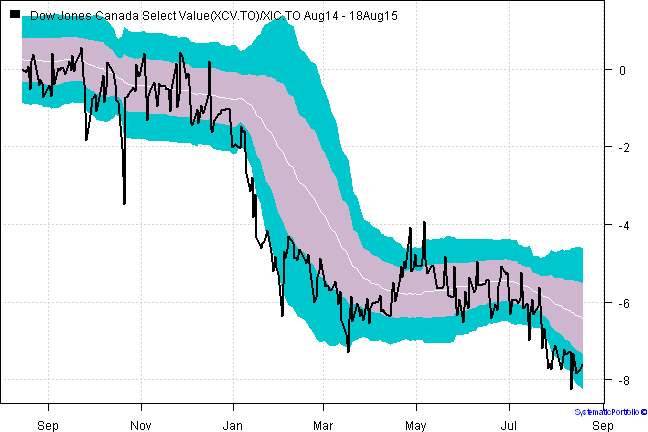 Dow Jones Canada Select Value(XCV.TO)/XIC.TO Aug14 - 18Aug15
0
-2
-4
-6
-8
SystematicPortfolio ©
Sep Nov Jan Mar May Jul Sep